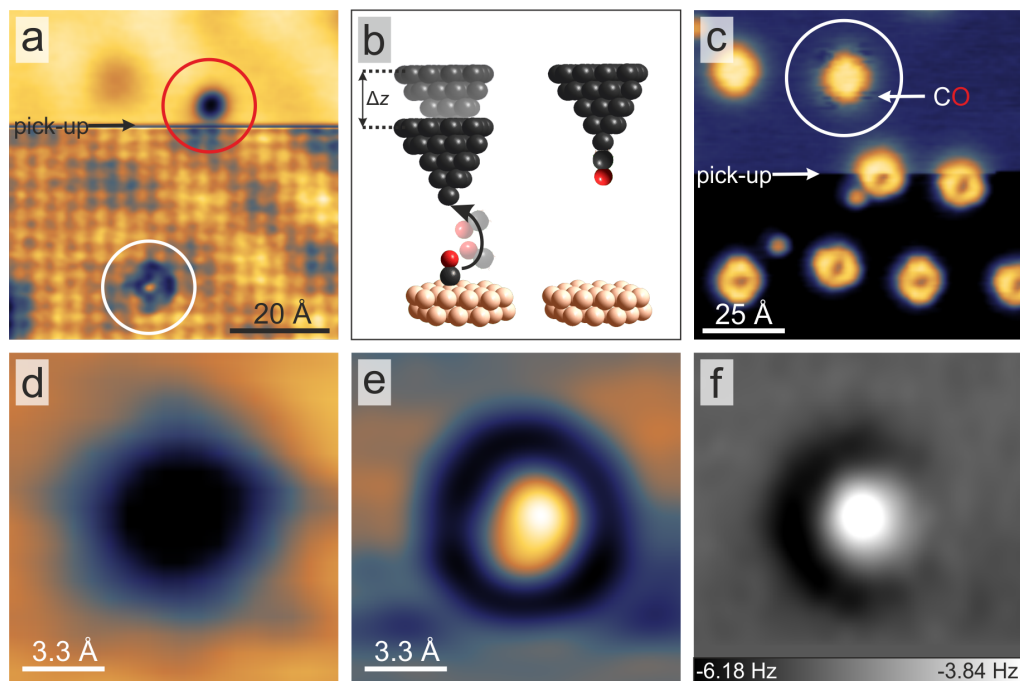 a
pick-up
20 Å
b
Δz
c
CO
pick-up
25 Å
d
3.3 Å
e
3.3 Å
f
-6.18 Hz
-3.84 Hz